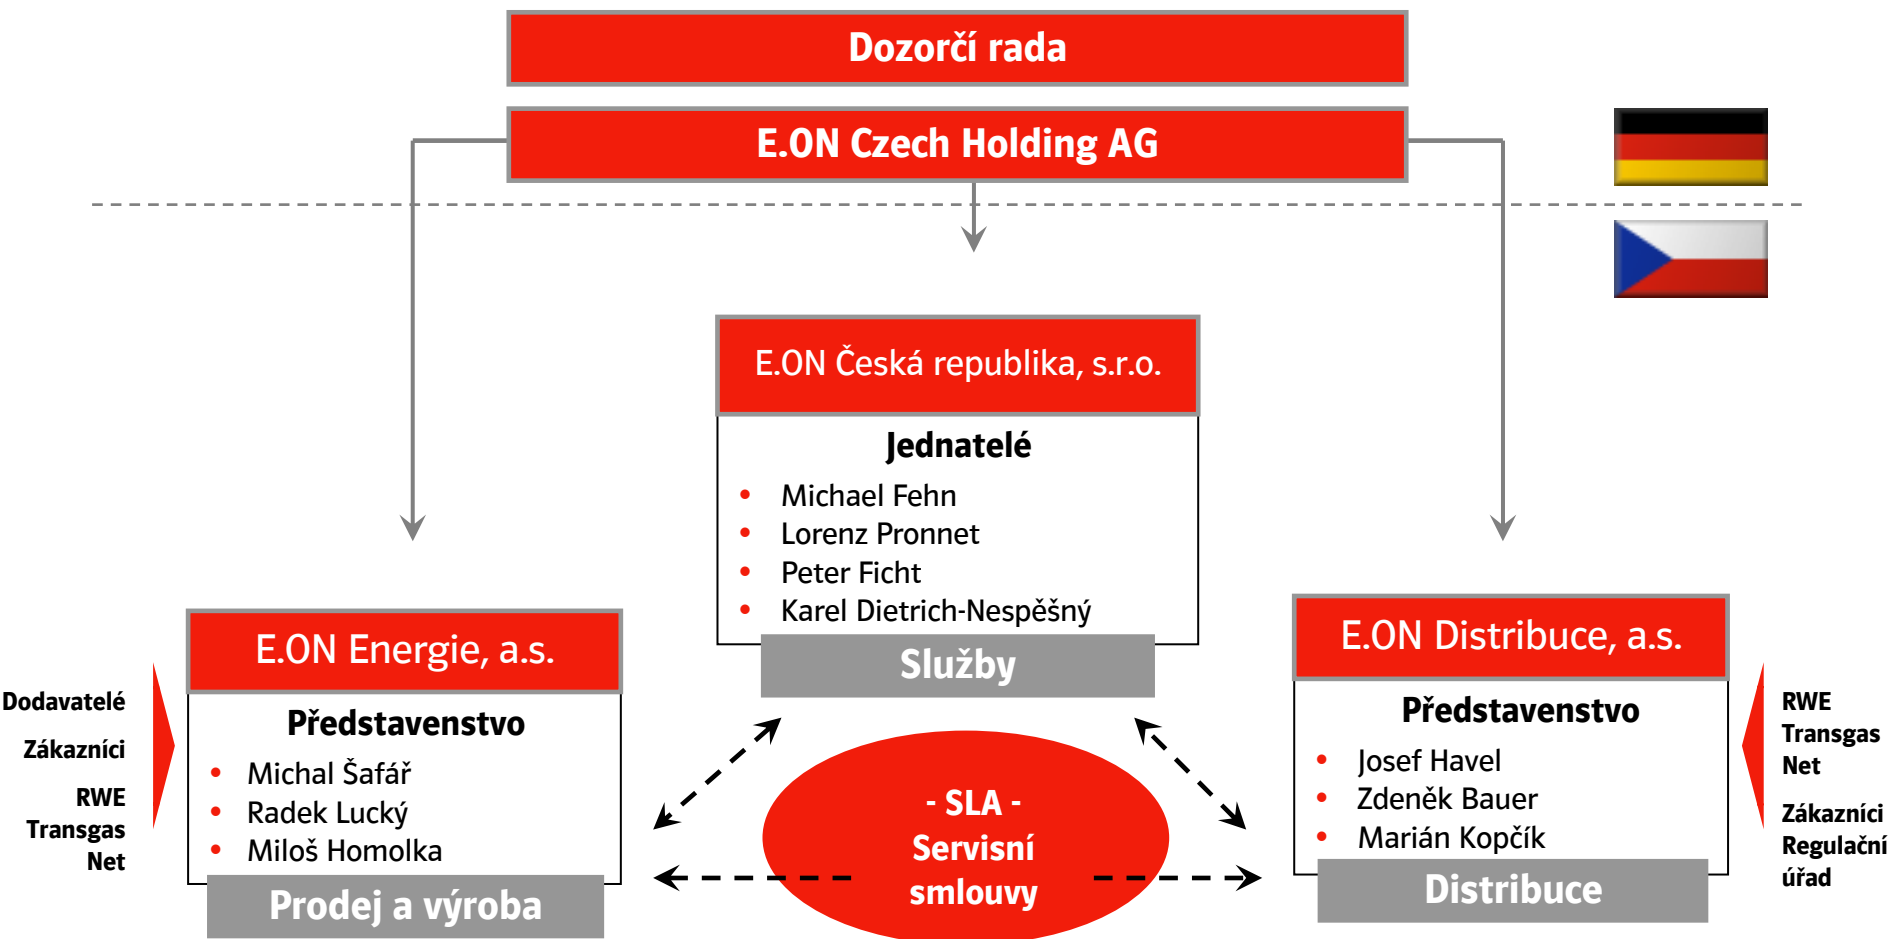 Dozorčí rada
E.ON Czech Holding AG
E.ON Česká republika, s.r.o.
Jednatelé
• Michael Fehn
• Lorenz Pronnet
• Peter Ficht
• Karel Dietrich-Nespěšný
Služby
Dodavatelé
Zákazníci
RWE
Transgas
Net
E.ON Energie, a.s.
Představenstvo
• Michal Šafář
• Radek Lucký
• Miloš Homolka
Prodej a výroba
- SLA -
Servisní
smlouvy
E.ON Distribuce, a.s.
Představenstvo
• Josef Havel
• Zdeněk Bauer
• Marián Kopčík
Distribuce
RWE
Transgas
Net
Zákazníci
Regulační
úřad